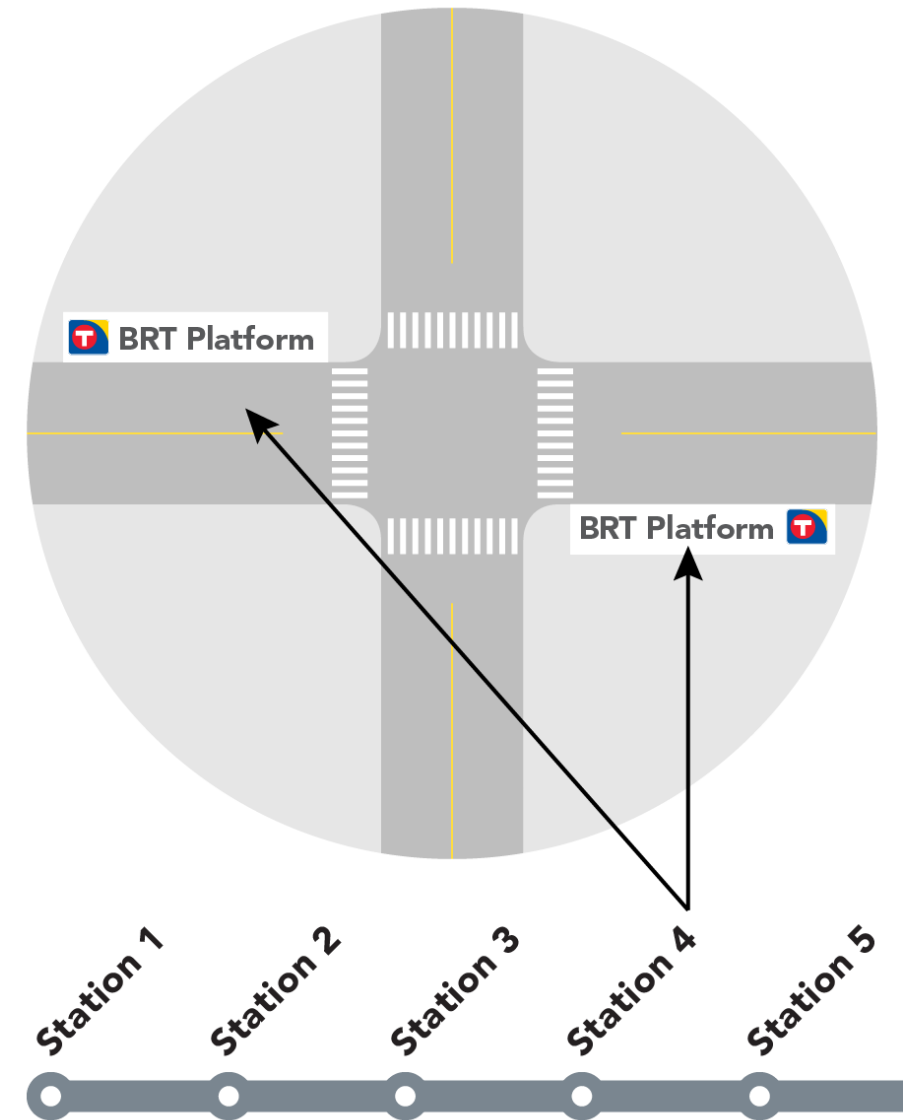 BRT Platform
BRT Platform
Station 1
Station 2
Station 3
Station 4
Station 5